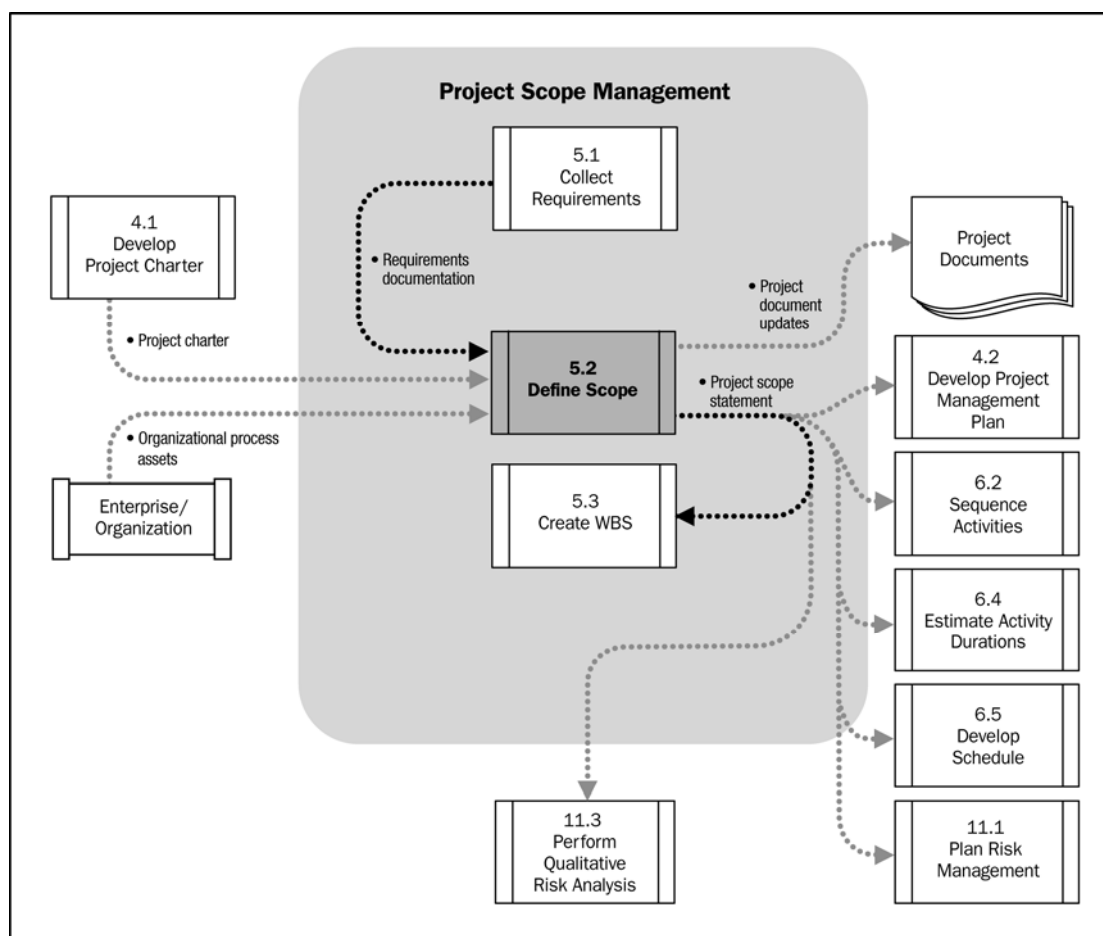 Project Scope Management
5.1
Collect
Requirements
4.1
Develop
Project Charter
Project
Documents
• Requirements
documentation
• Project
document
updates
• Project charter
5.2
Define Scope
• Project scope
statement
4.2
Develop Project
Management
Plan
• Organizational process
assets
Enterprise/
Organization
5.3
Create WBS
6.2
Sequence
Activities
6.4
Estimate Activity
Durations
6.5
Develop
Schedule
11.3
Perform
Qualitative
Risk Analysis
11.1
Plan Risk
Management